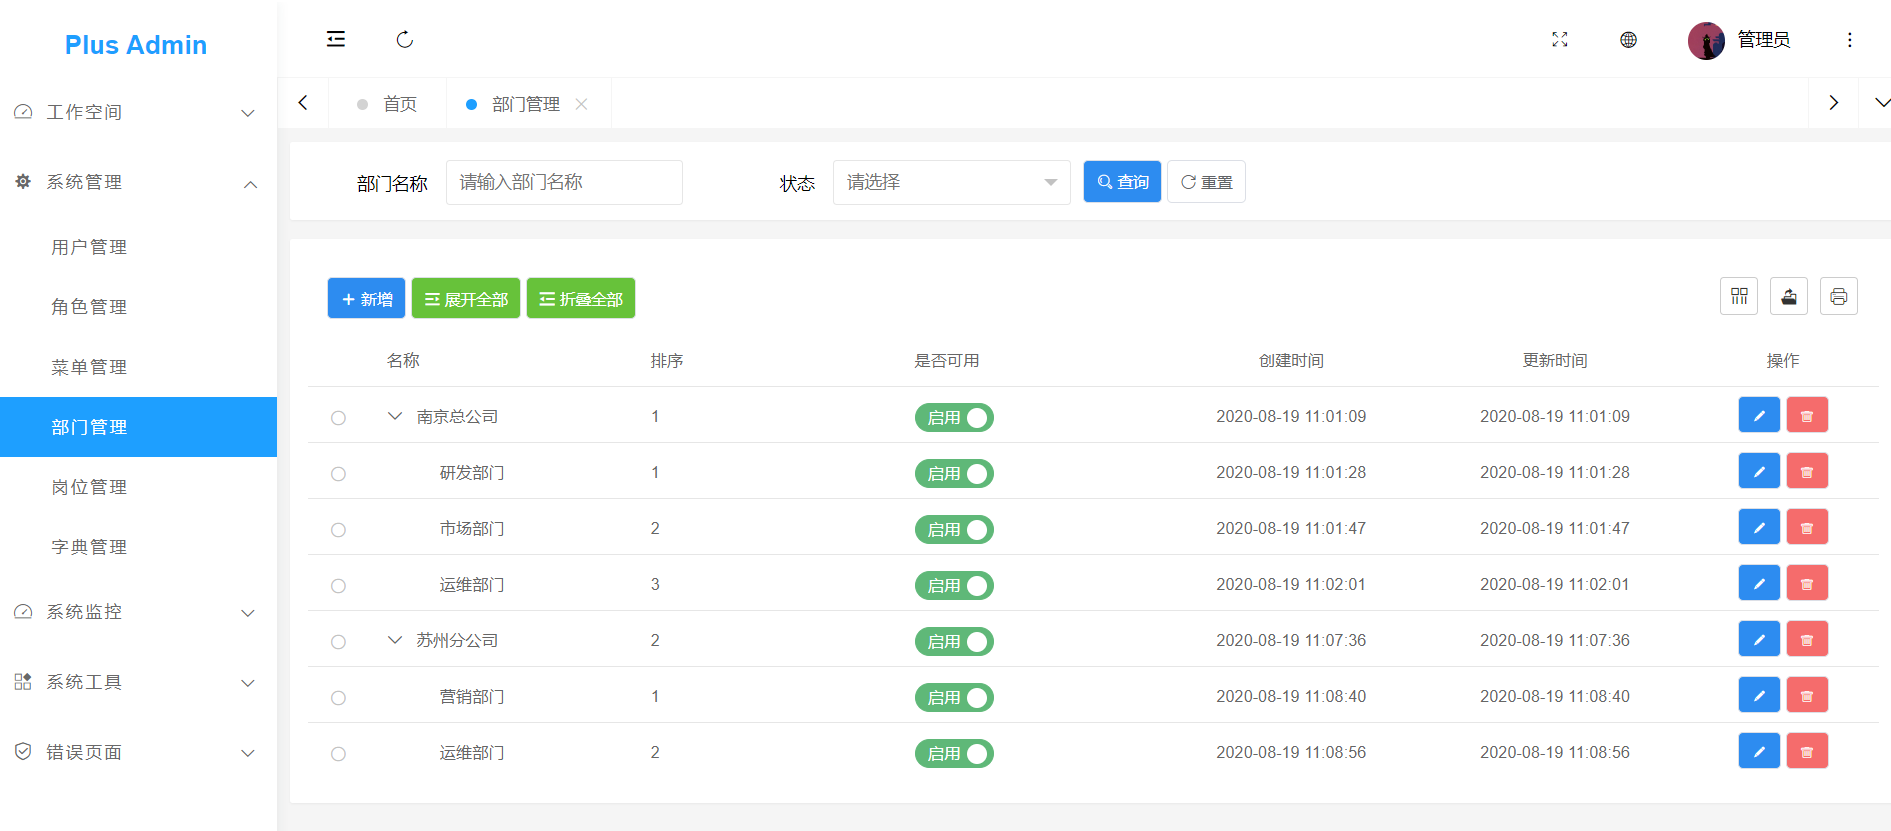 Plus Admin
管理员
工作空间
系统管理
用户管理
角色管理
菜单管理
部门管理
岗位管理
字典管理
系统监控
系统工具
错误页面
首页 部门管理
部门名称 请输入部门名称 状态 请选择 查询 重置
新增 展开全部 折叠全部
名称 排序 是否可用 创建时间 更新时间 操作
南京总公司 1 启用 2020-08-19 11:01:09 2020-08-19 11:01:09
研发部门 1 启用 2020-08-19 11:01:28 2020-08-19 11:01:28
市场部门 2 启用 2020-08-19 11:01:47 2020-08-19 11:01:47
运维部门 3 启用 2020-08-19 11:02:01 2020-08-19 11:02:01
苏州分公司 2 启用 2020-08-19 11:07:36 2020-08-19 11:07:36
营销部门 1 启用 2020-08-19 11:08:40 2020-08-19 11:08:40
运维部门 2 启用 2020-08-19 11:08:56 2020-08-19 11:08:56